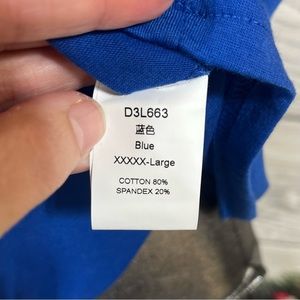 D3L663
蓝色
Blue
XXXXX-Large
COTTON 80%
SPANDEX 20%